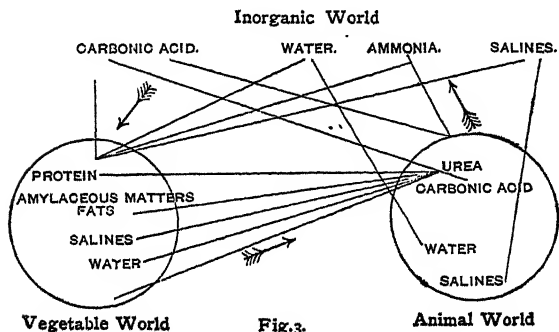 Inorganic World
CARBONIC ACID. WATER. AMMONIA. SALINES.
PROTEIN
AMYLACEOUS MATTERS
FATS
SALINES
WATER
UREA
CARBONIC ACID
WATER
SALINES
Vegetable World Fig.3. Animal World